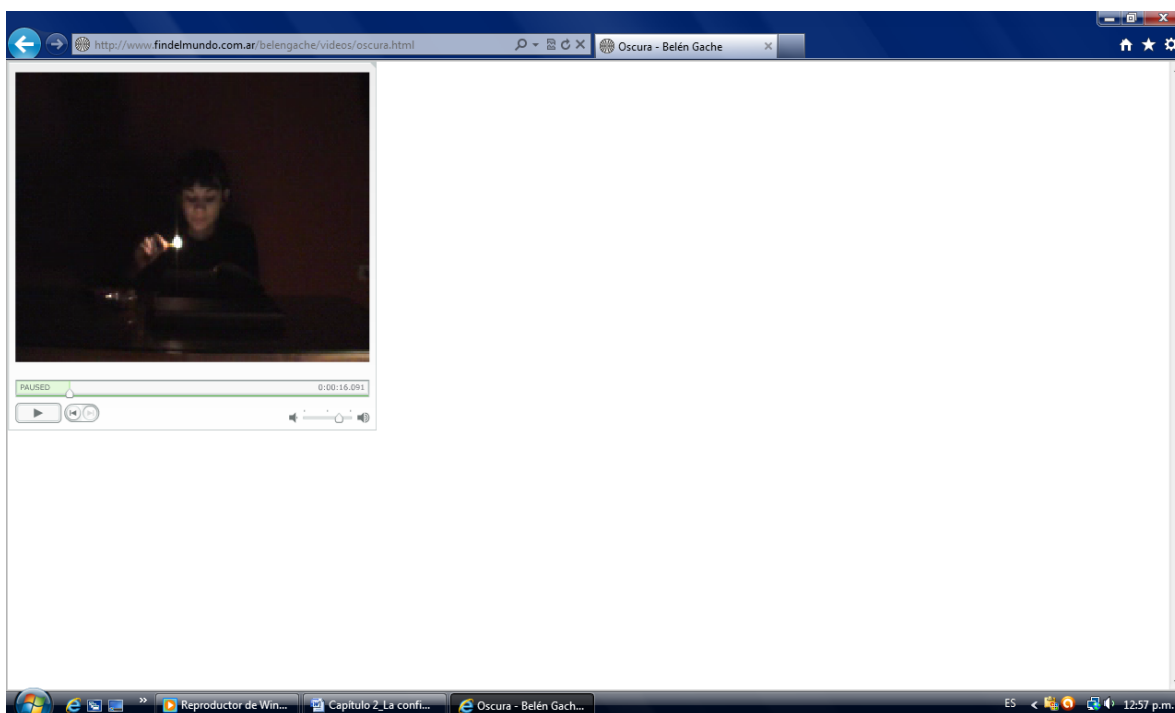 http://www.findelmundo.com.ar/belengache/videos/oscura.html
Oscura - Belén Gache
PAUSED
0:00:16.091
Reproductor de Win...
Capítulo 2_La confi...
Oscura - Belén Gach...
ES
12:57 p.m.